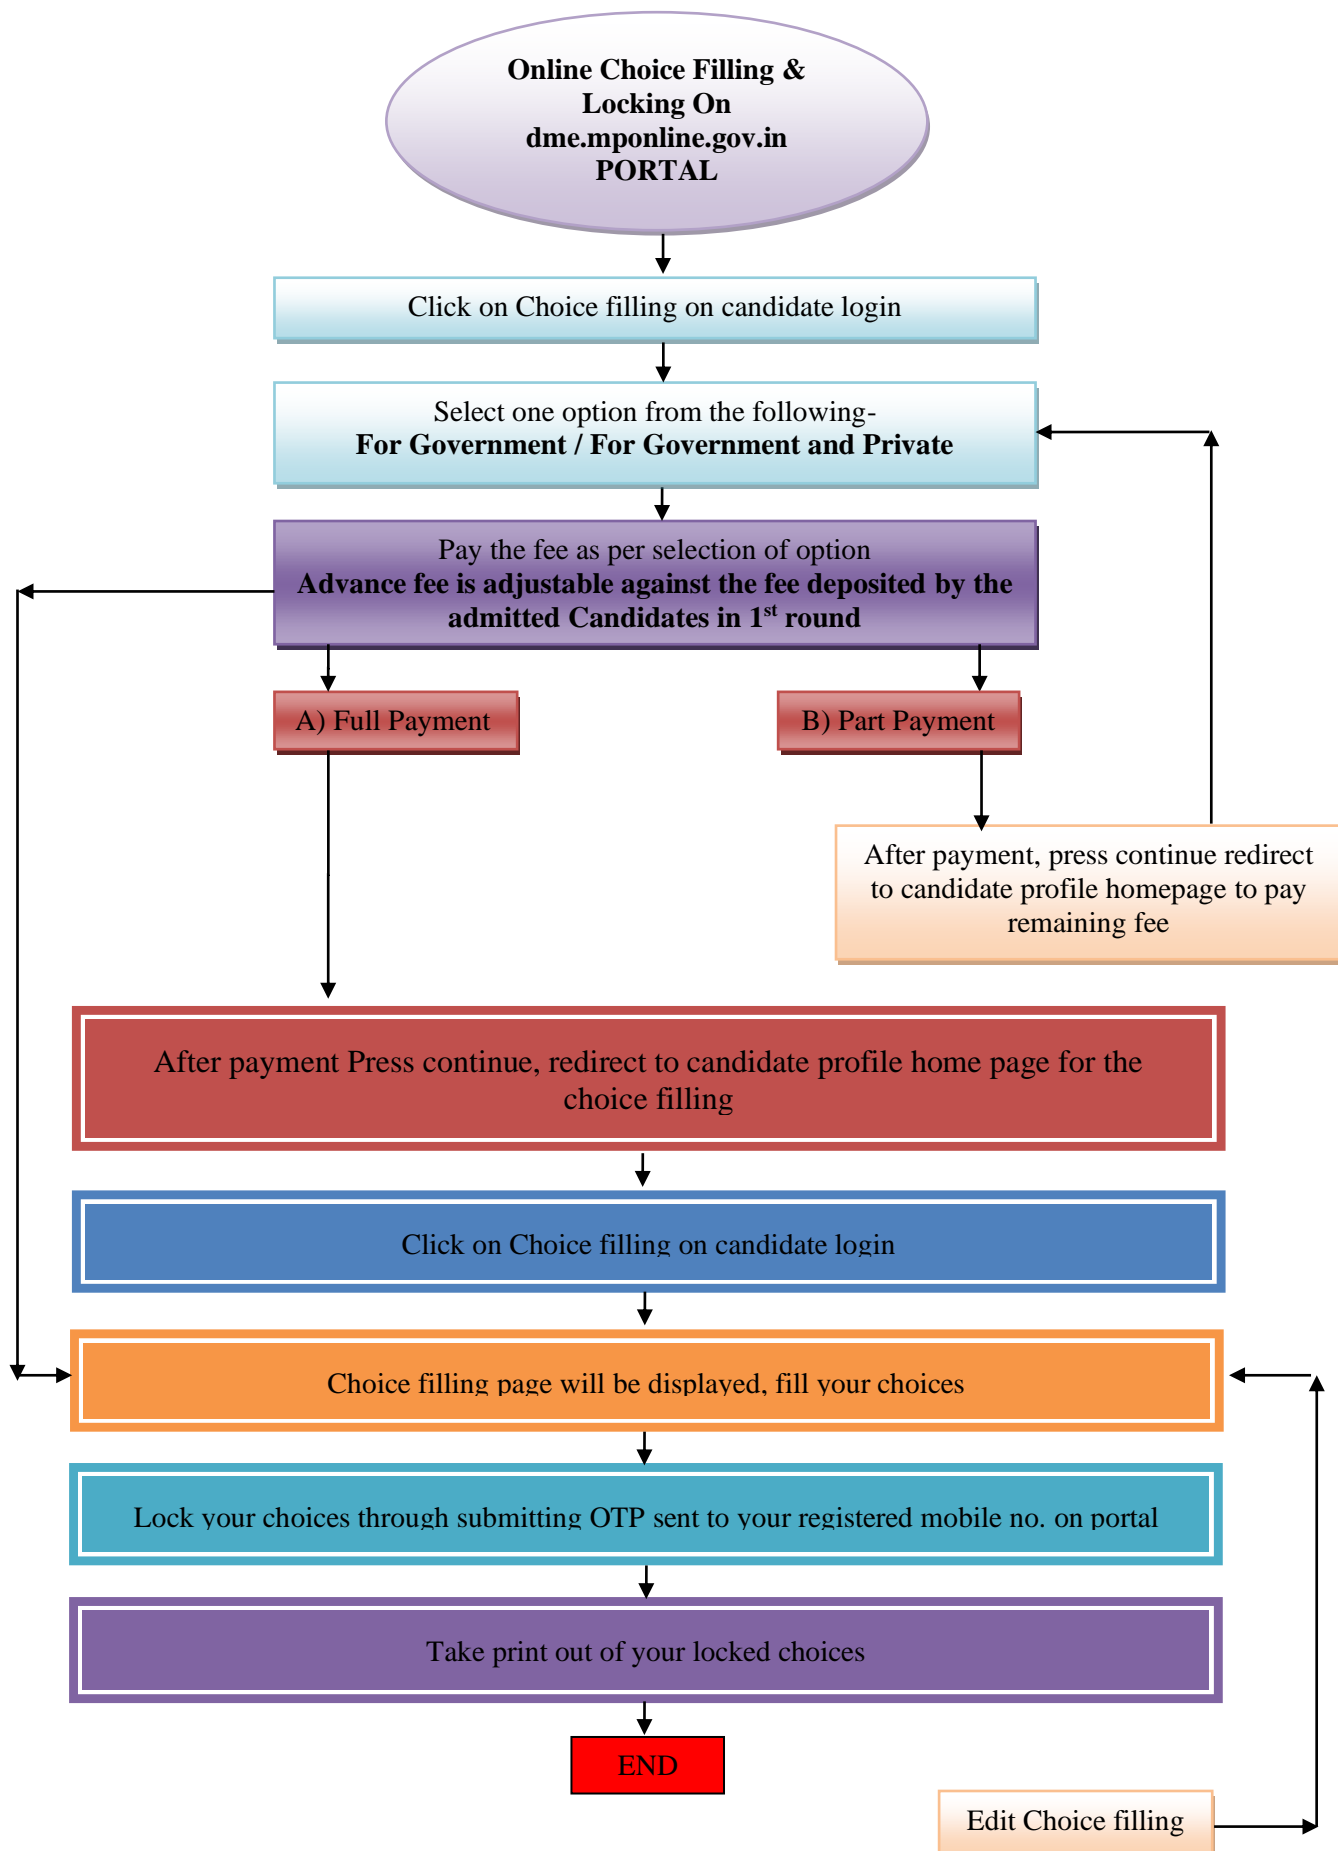 Online Choice Filling &
Locking On
dme.mponline.gov.in
PORTAL
Click on Choice filling on candidate login
Select one option from the following-
For Government / For Government and Private
Pay the fee as per selection of option
Advance fee is adjustable against the fee deposited by the
admitted Candidates in 1st round
A) Full Payment
B) Part Payment
After payment, press continue redirect
to candidate profile homepage to pay
remaining fee
After payment Press continue, redirect to candidate profile home page for the
choice filling
Click on Choice filling on candidate login
Choice filling page will be displayed, fill your choices
Lock your choices through submitting OTP sent to your registered mobile no. on portal
Take print out of your locked choices
END
Edit Choice filling